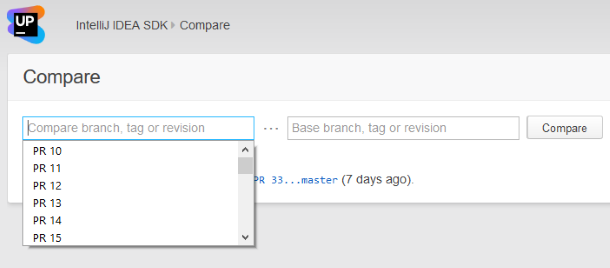 UP
IntelliJ IDEA SDK Compare
Compare
Compare branch, tag or revision ... Base branch, tag or revision Compare
PR 10
PR 11
PR 12
PR 13
PR 14
PR 15
PR 33...master (7 days ago).